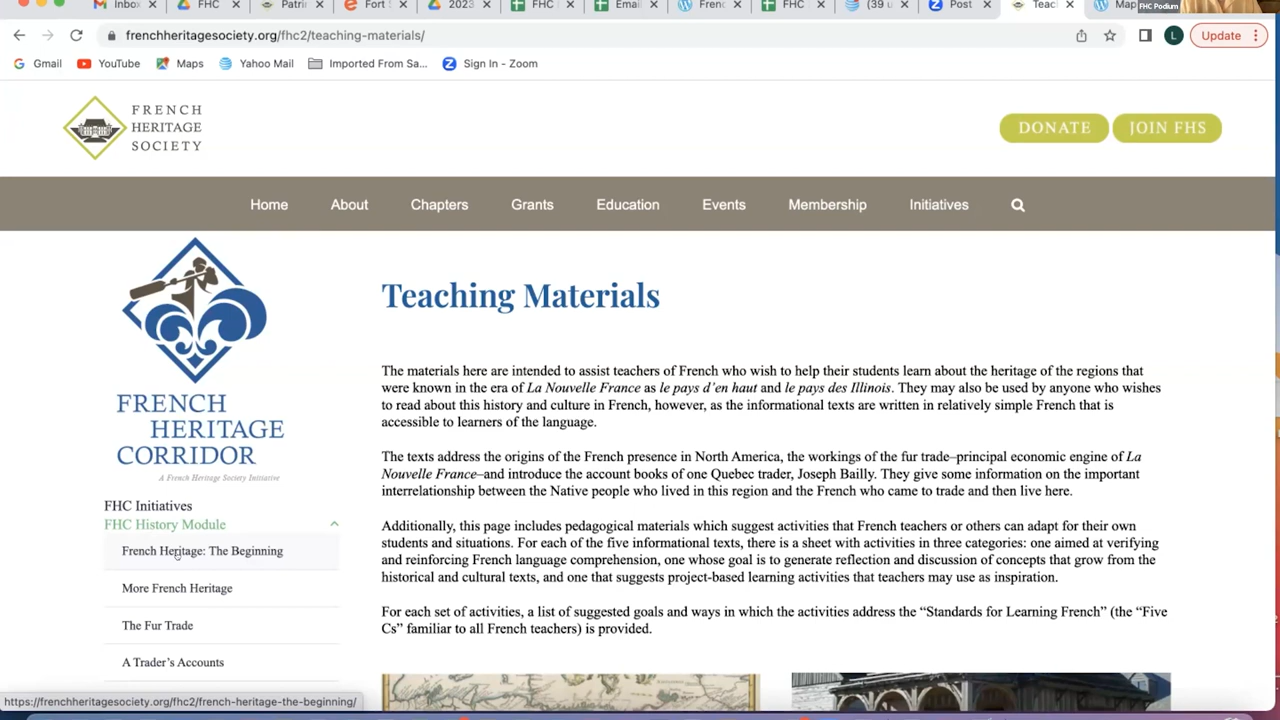 Inbo
FHC
Patri
Fort
2023
FHC
Email
Frenc
FHC
(39 u
Post
Teac
Map
FHC Podium
frenchheritagesociety.org/fhc2/teaching-materials/
L
Update
Gmail
YouTube
Maps
Yahoo Mail
Imported From Sa...
Sign In - Zoom
FRENCH
HERITAGE
SOCIETY
DONATE
JOIN FHS
Home
About
Chapters
Grants
Education
Events
Membership
Initiatives
FRENCH
HERITAGE
CORRIDOR
A French Heritage Society Initiative
FHC Initiatives
FHC History Module
French Heritage: The Beginning
More French Heritage
The Fur Trade
A Trader's Accounts
Teaching Materials
The materials here are intended to assist teachers of French who wish to help their students learn about the heritage of the regions that
were known in the era of La Nouvelle France as le pays d'en haut and le pays des Illinois. They may also be used by anyone who wishes
to read about this history and culture in French, however, as the informational texts are written in relatively simple French that is
accessible to learners of the language.
The texts address the origins of the French presence in North America, the workings of the fur trade–principal economic engine of La
Nouvelle France–and introduce the account books of one Quebec trader, Joseph Bailly. They give some information on the important
interrelationship between the Native people who lived in this region and the French who came to trade and then live here.
Additionally, this page includes pedagogical materials which suggest activities that French teachers or others can adapt for their own
students and situations. For each of the five informational texts, there is a sheet with activities in three categories: one aimed at verifying
and reinforcing French language comprehension, one whose goal is to generate reflection and discussion of concepts that grow from the
historical and cultural texts, and one that suggests project-based learning activities that teachers may use as inspiration.
For each set of activities, a list of suggested goals and ways in which the activities address the “Standards for Learning French” (the “Five
Cs” familiar to all French teachers) is provided.
https://frenchheritagesociety.org/fhc2/french-heritage-the-beginning/